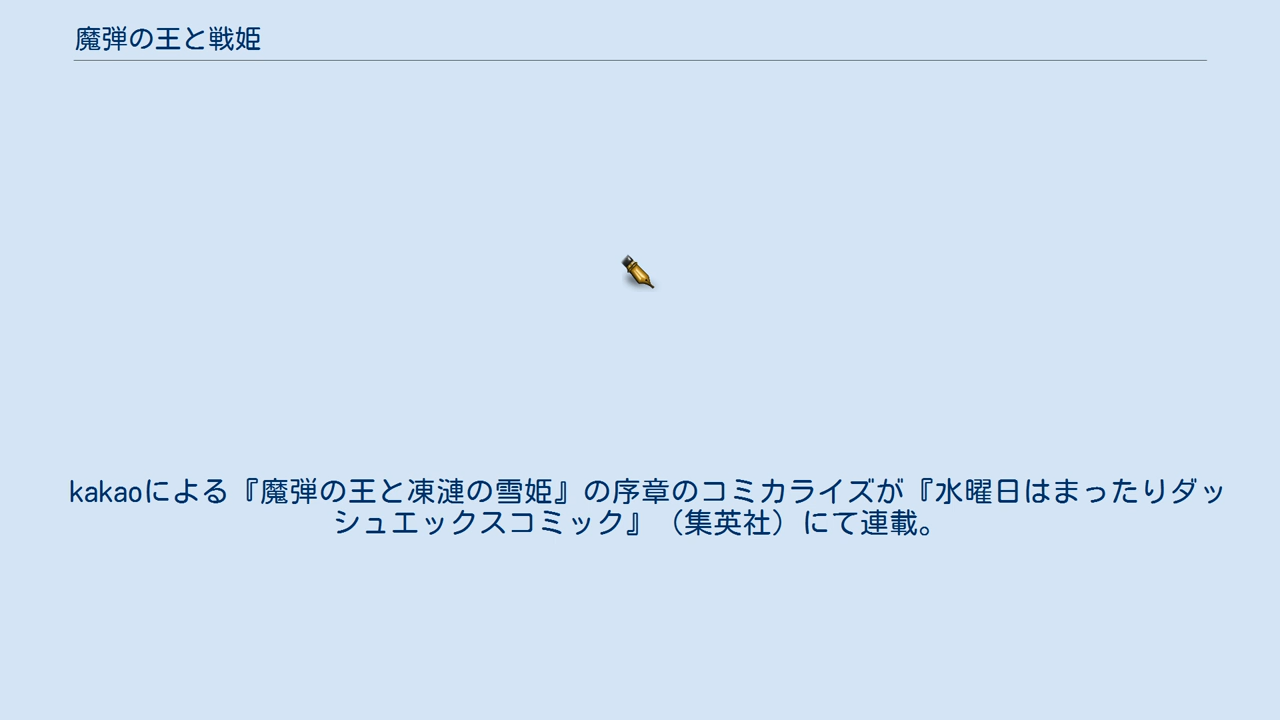 魔弾の王と戦姫
kakaoによる『魔弾の王と凍漣の雪姫』の序章のコミカライズが『水曜日はまったりダッ
シュエックスコミック』（集英社）にて連載。